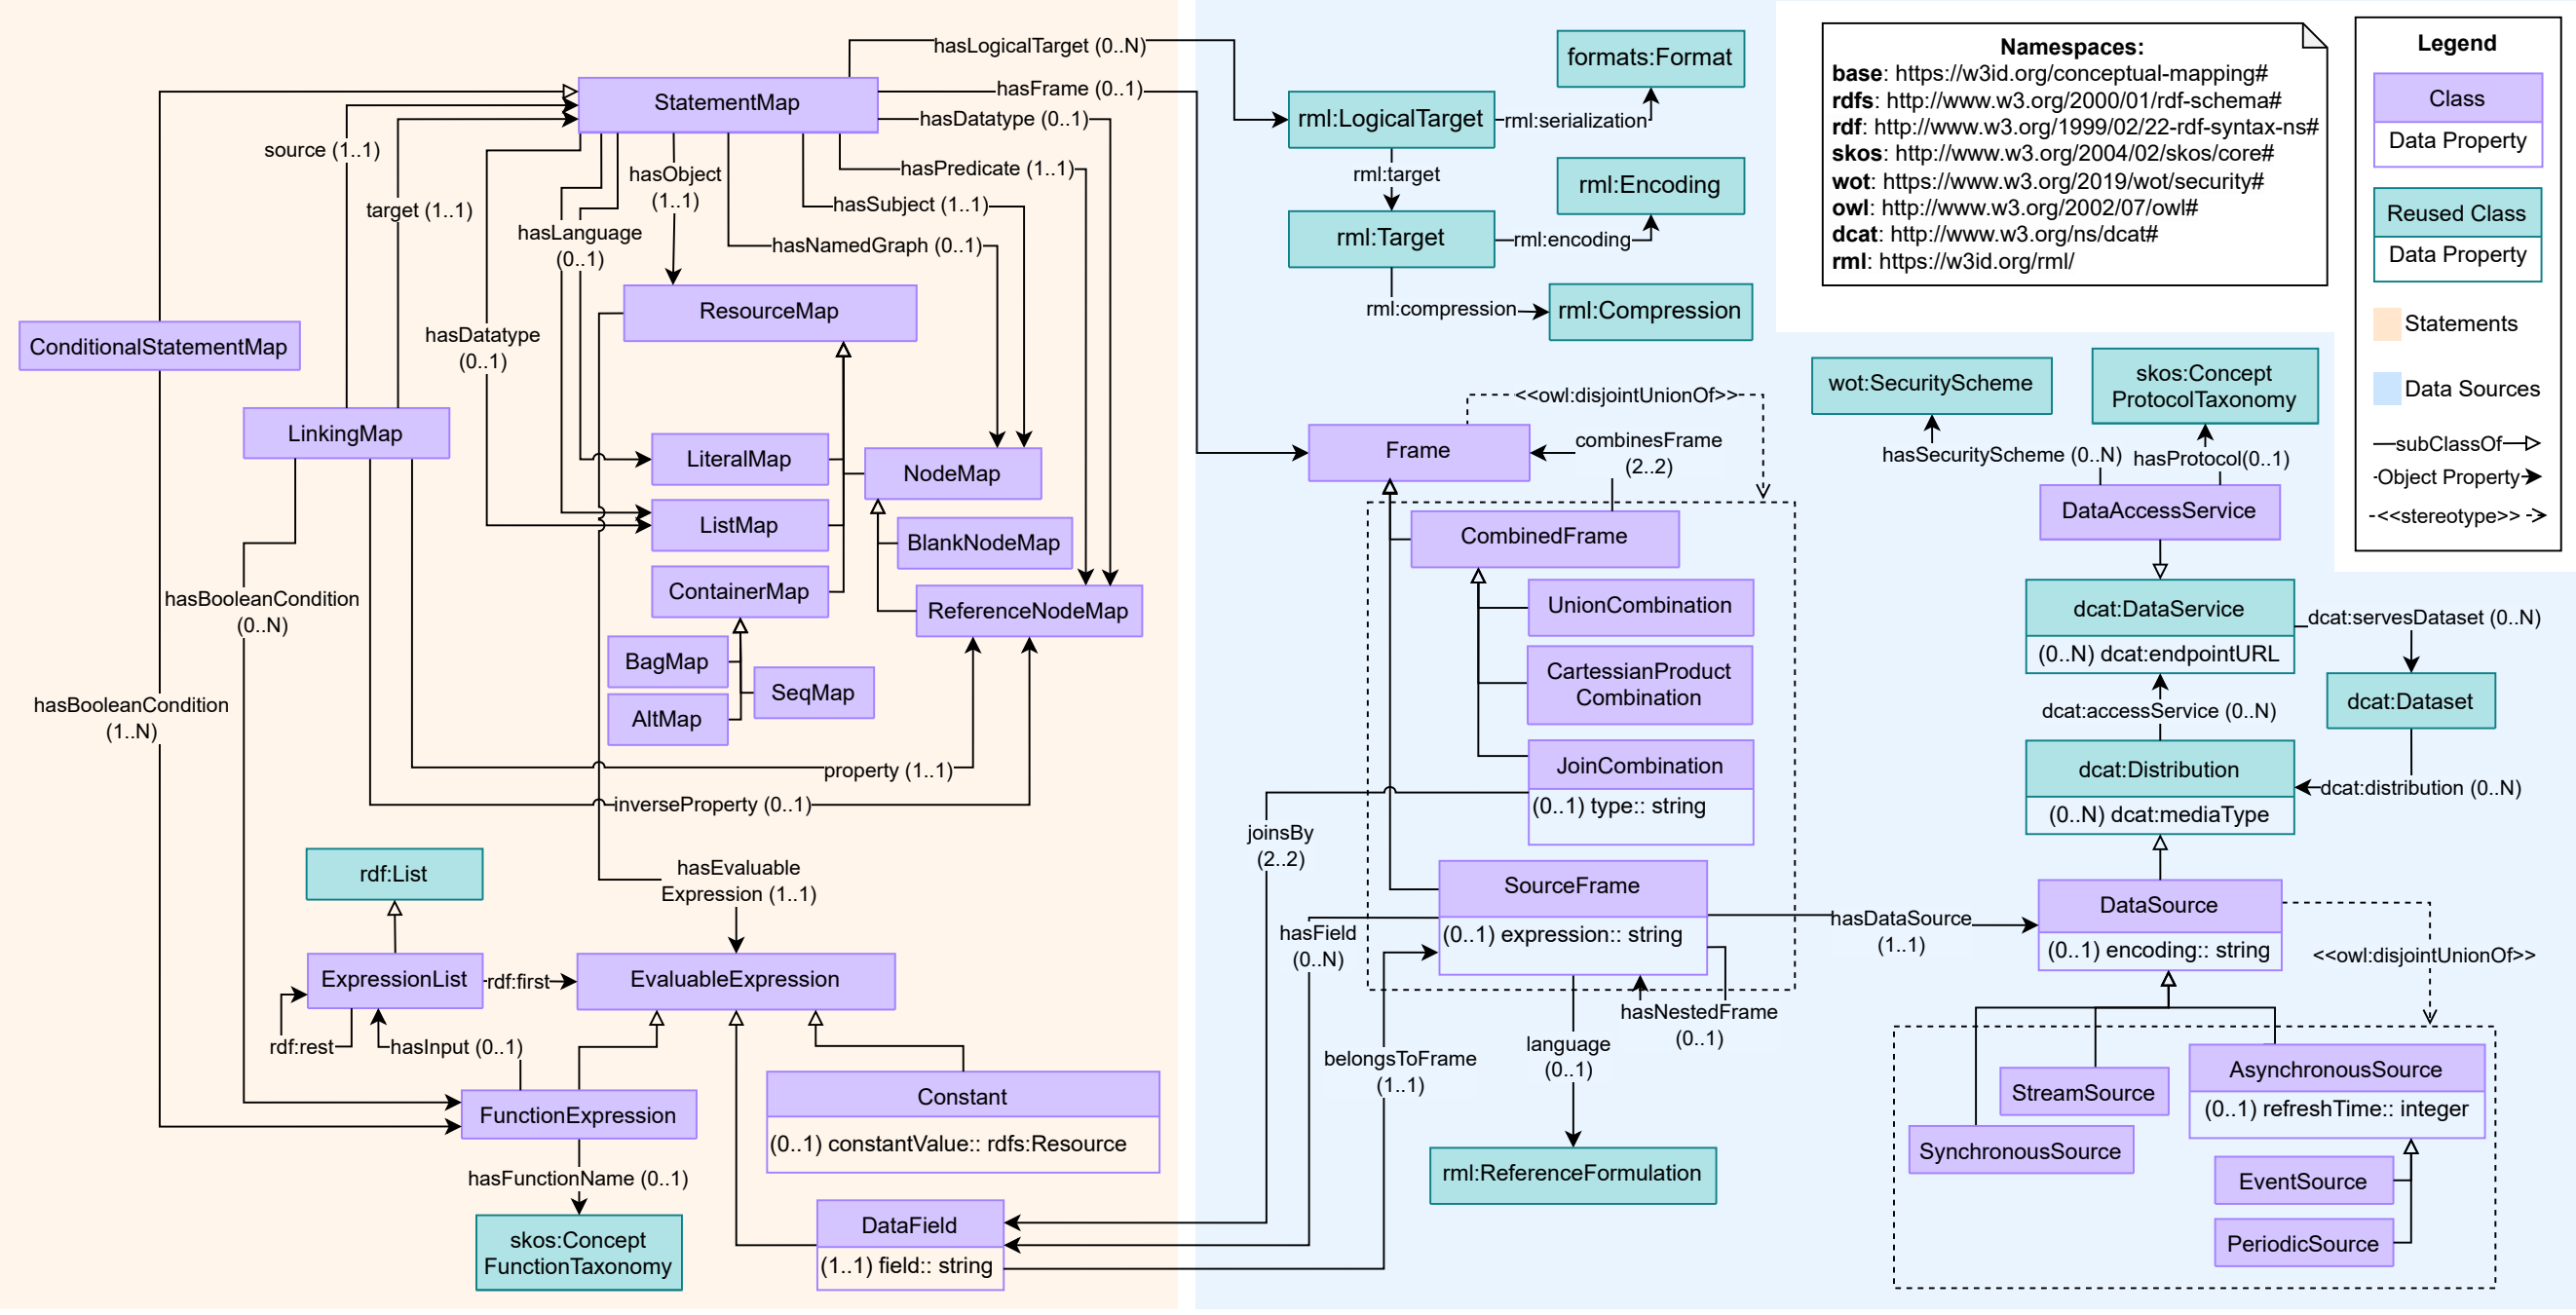 hasLogicalTarget (0..N)
hasFrame (0..1)
hasDatatype (0..1)
StatementMap
source (1..1)
target (1..1)
hasObject
(1..1)
hasPredicate (1..1)
hasSubject (1..1)
hasNamedGraph (0..1)
hasLanguage
(0..1)
hasDatatype
(0..1)
ResourceMap
ConditionalStatementMap
LinkingMap
LiteralMap
NodeMap
ListMap
BlankNodeMap
ContainerMap
ReferenceNodeMap
BagMap
SeqMap
AltMap
hasBooleanCondition
(0..N)
hasBooleanCondition
(1..N)
property (1..1)
inverseProperty (0..1)
rdf:List
hasEvaluable
Expression (1..1)
ExpressionList
rdf:first
EvaluableExpression
rdf:rest
hasInput (0..1)
FunctionExpression
Constant
(0..1) constantValue:: rdfs:Resource
hasFunctionName (0..1)
skos:Concept
FunctionTaxonomy
DataField
(1..1) field:: string
formats:Format
rml:LogicalTarget
rml:serialization
rml:target
rml:Encoding
rml:Target
rml:encoding
rml:compression
rml:Compression
<<owl:disjointUnionOf>>
Frame
combinesFrame
(2..2)
CombinedFrame
UnionCombination
CartessianProduct
Combination
JoinCombination
(0..1) type:: string
joinsBy
(2..2)
SourceFrame
(0..1) expression:: string
hasField
(0..N)
belongsToFrame
(1..1)
language
(0..1)
hasNestedFrame
(0..1)
rml:ReferenceFormulation
hasDataSource
(1..1)
wot:SecurityScheme
skos:Concept
ProtocolTaxonomy
hasSecurityScheme (0..N)
hasProtocol(0..1)
DataAccessService
dcat:DataService
(0..N) dcat:endpointURL
dcat:servesDataset (0..N)
dcat:Dataset
dcat:accessService (0..N)
dcat:Distribution
(0..N) dcat:mediaType
dcat:distribution (0..N)
DataSource
(0..1) encoding:: string
<<owl:disjointUnionOf>>
AsynchronousSource
(0..1) refreshTime:: integer
StreamSource
SynchronousSource
EventSource
PeriodicSource
Namespaces:
base: https://w3id.org/conceptual-mapping#
rdfs: http://www.w3.org/2000/01/rdf-schema#
rdf: http://www.w3.org/1999/02/22-rdf-syntax-ns#
skos: http://www.w3.org/2004/02/skos/core#
wot: https://www.w3.org/2019/wot/security#
owl: http://www.w3.org/2002/07/owl#
dcat: http://www.w3.org/ns/dcat#
rml: https://w3id.org/rml/
Legend
Class
Data Property
Reused Class
Data Property
Statements
Data Sources
subClassOf
Object Property
<<stereotype>>